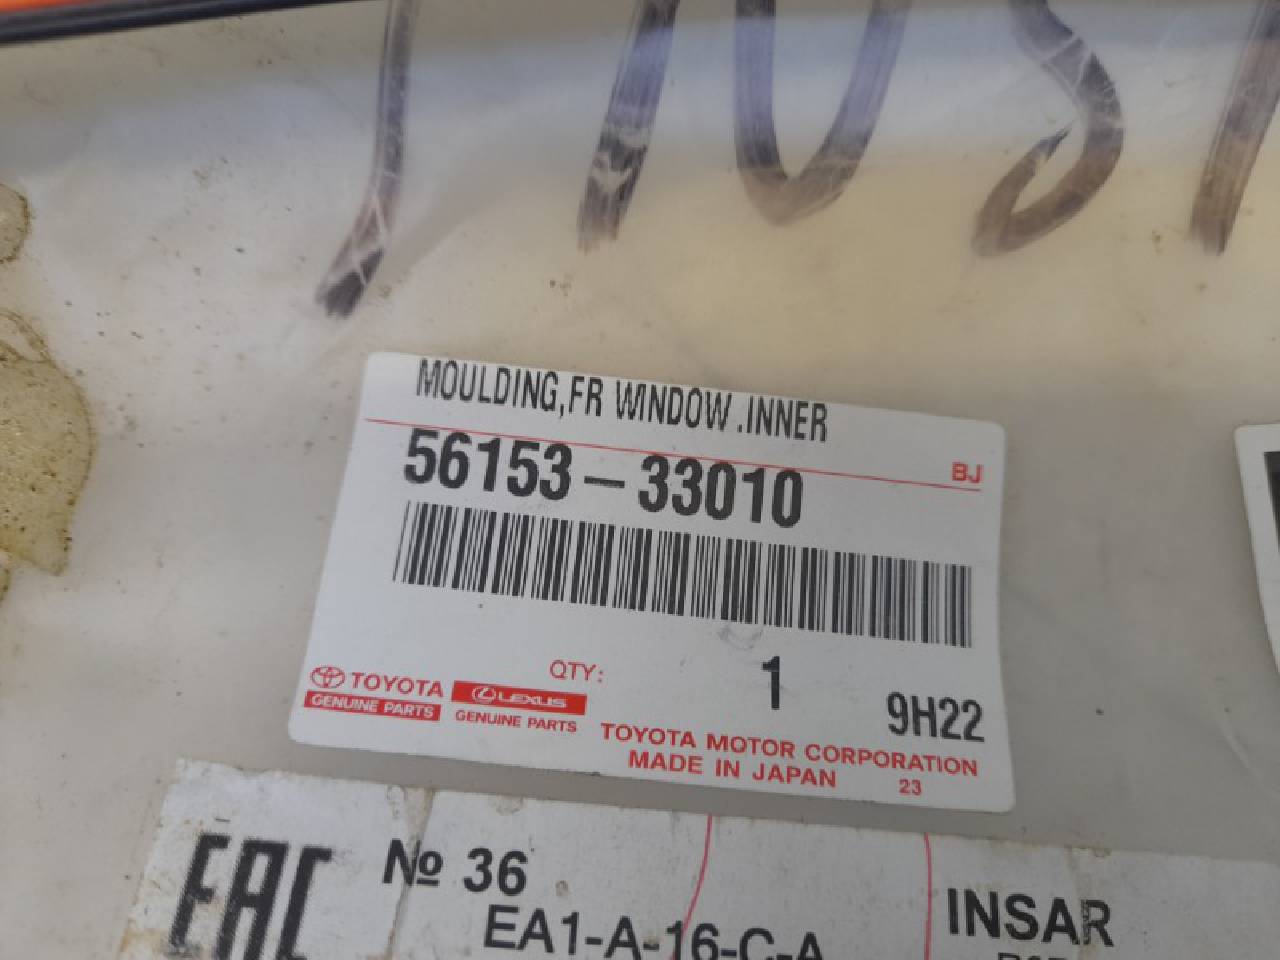 MOULDING,FR WINDOW.INNER
BJ
56153-33010
QTY: 1
9H22
TOYOTA
GENUINE PARTS
LEXUS
GENUINE PARTS
TOYOTA MOTOR CORPORATION
MADE IN JAPAN 23
EAC
№ 36
EA1-A-16-C-A
INSAR